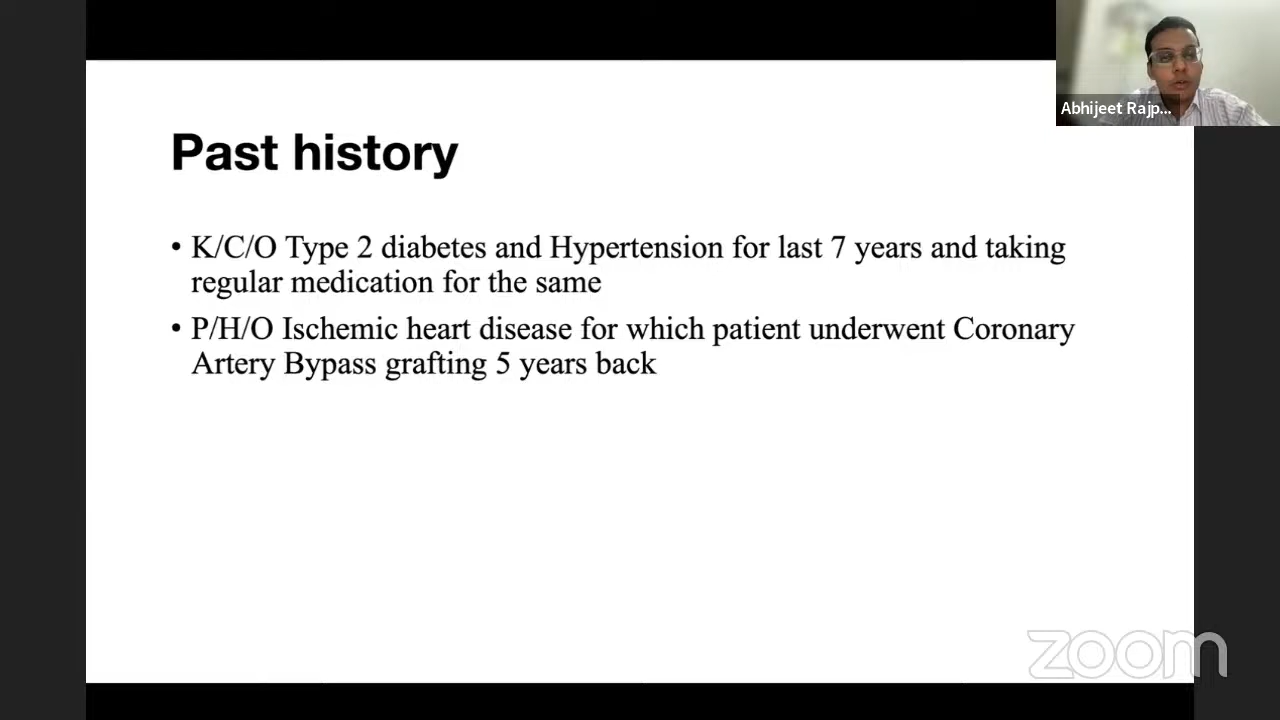 Abhijeet Rajp...
Past history
• K/C/O Type 2 diabetes and Hypertension for last 7 years and taking
regular medication for the same
• P/H/O Ischemic heart disease for which patient underwent Coronary
Artery Bypass grafting 5 years back
zoom